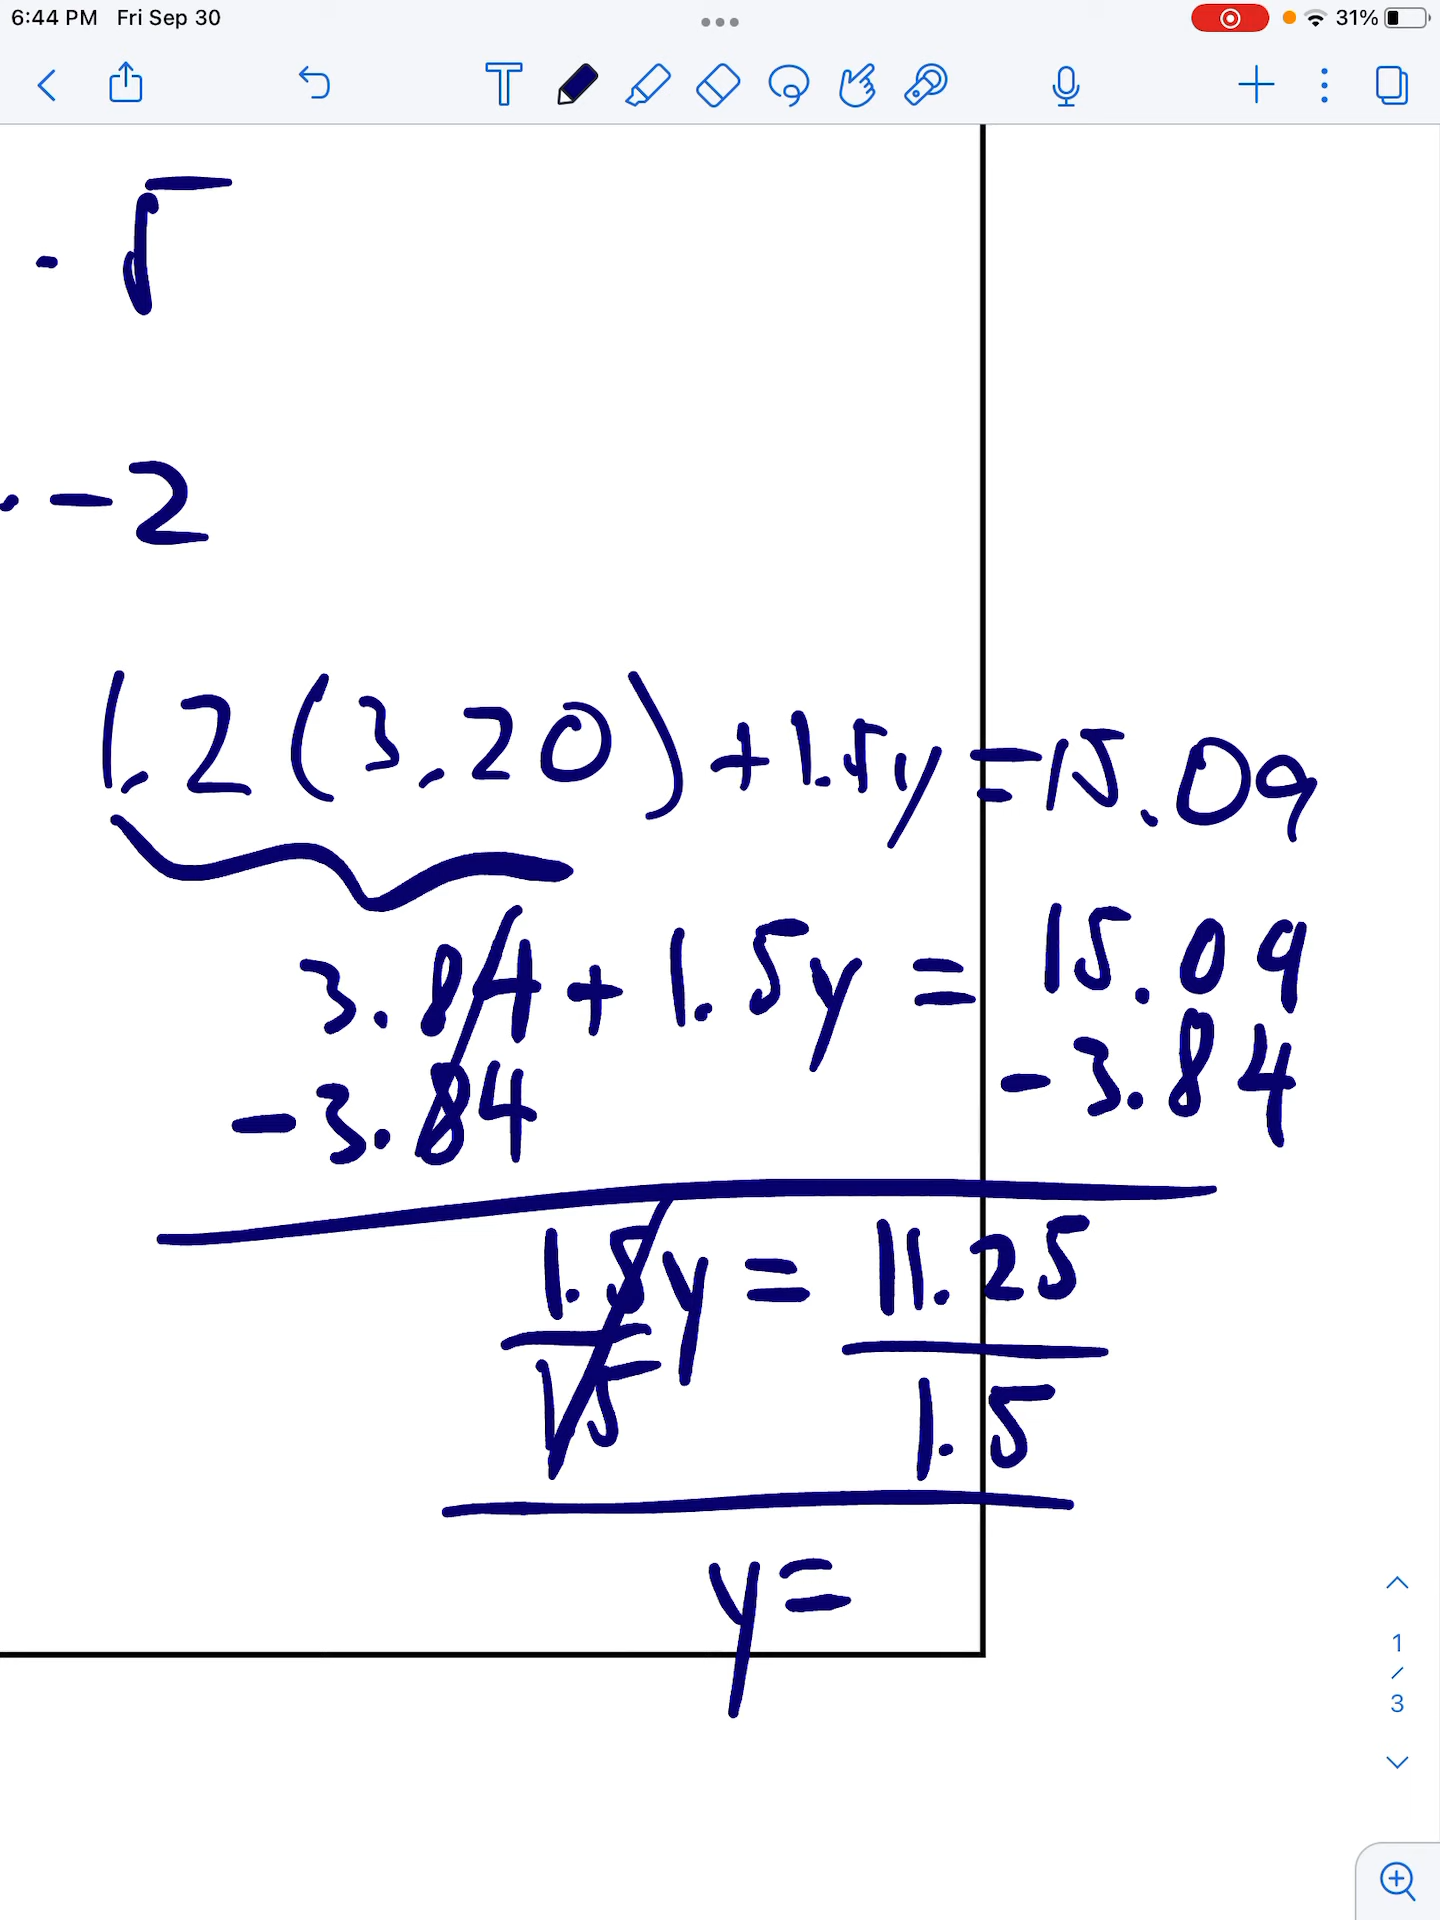 6:44 PM Fri Sep 30
31%
T
. √
. -2
1.2 (3.20) + 1.5y = 15.09
3.84 + 1.5y = 15.09
-3.84 -3.84
1.5y = 11.25
1.5 1.5
y =
1
/
3